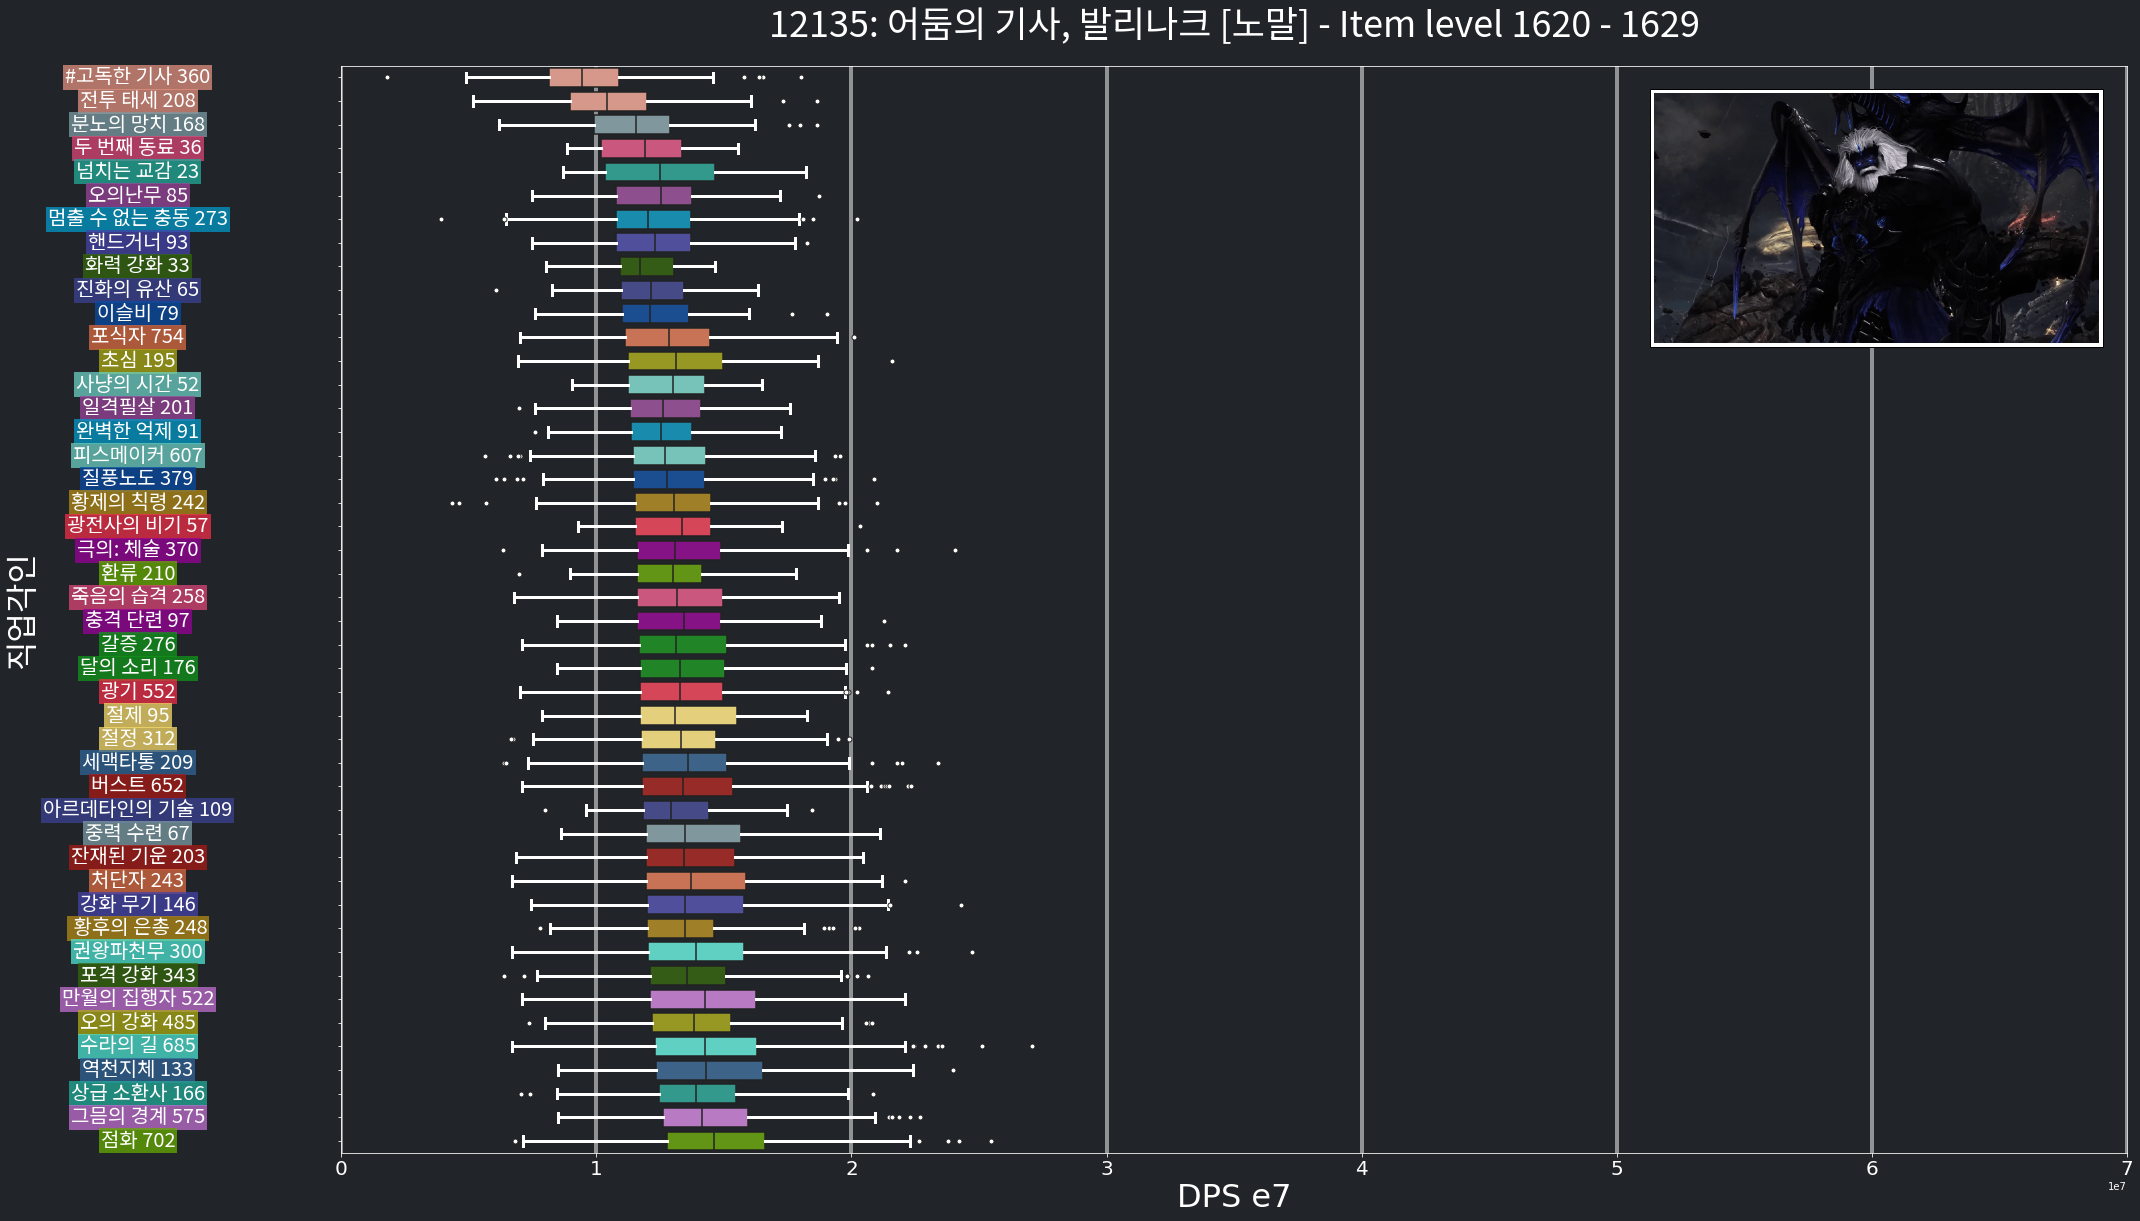 12135: 어둠의 기사, 발리나크 [노말] - Item level 1620 - 1629
직업각인
#고독한 기사 360
전투 태세 208
분노의 망치 168
두 번째 동료 36
넘치는 교감 23
오의난무 85
멈출 수 없는 충동 273
핸드거너 93
화력 강화 33
진화의 유산 65
이슬비 79
포식자 754
초심 195
사냥의 시간 52
일격필살 201
완벽한 억제 91
피스메이커 607
질풍노도 379
황제의 칙령 242
광전사의 비기 57
극의: 체술 370
환류 210
죽음의 습격 258
충격 단련 97
갈증 276
달의 소리 176
광기 552
절제 95
절정 312
세맥타통 209
버스트 652
아르데타인의 기술 109
중력 수련 67
잔재된 기운 203
처단자 243
강화 무기 146
황후의 은총 248
권왕파천무 300
포격 강화 343
만월의 집행자 522
오의 강화 485
수라의 길 685
역천지체 133
상급 소환사 166
그믐의 경계 575
점화 702
0 1 2 3 4 5 6 7
1e7
DPS e7